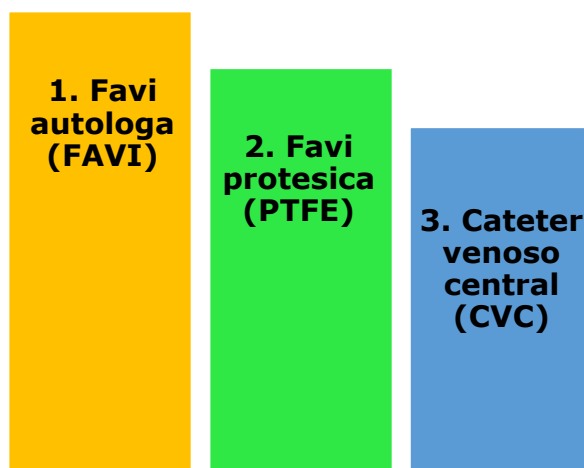 1. Favi
autologa
(FAVI)
2. Favi
protesica
(PTFE)
3. Cateter
venoso
central
(CVC)